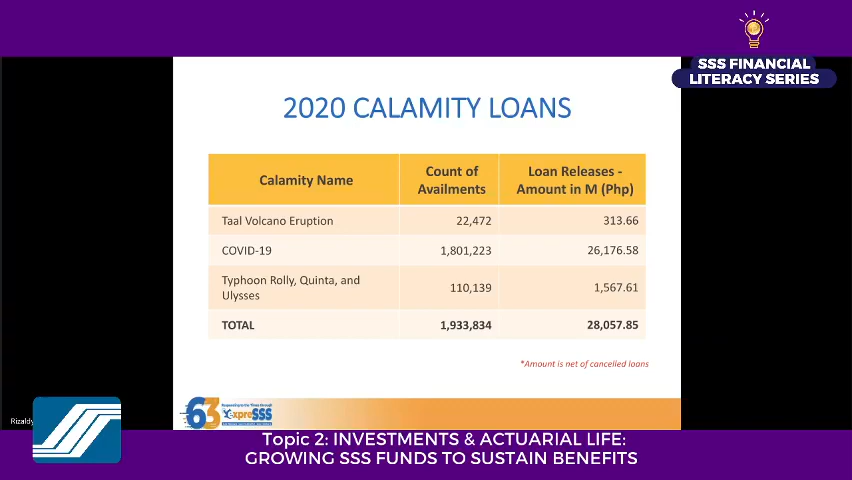 SSS FINANCIAL
LITERACY SERIES
2020 CALAMITY LOANS
Calamity Name
Count of
Availments
Loan Releases -
Amount in M (Php)
Taal Volcano Eruption
22,472
313.66
COVID-19
1,801,223
26,176.58
Typhoon Rolly, Quinta, and
Ulysses
110,139
1,567.61
TOTAL
1,933,834
28,057.85
*Amount is net of cancelled loans
63
expreSSS
Rizaldy
Topic 2: INVESTMENTS & ACTUARIAL LIFE:
GROWING SSS FUNDS TO SUSTAIN BENEFITS